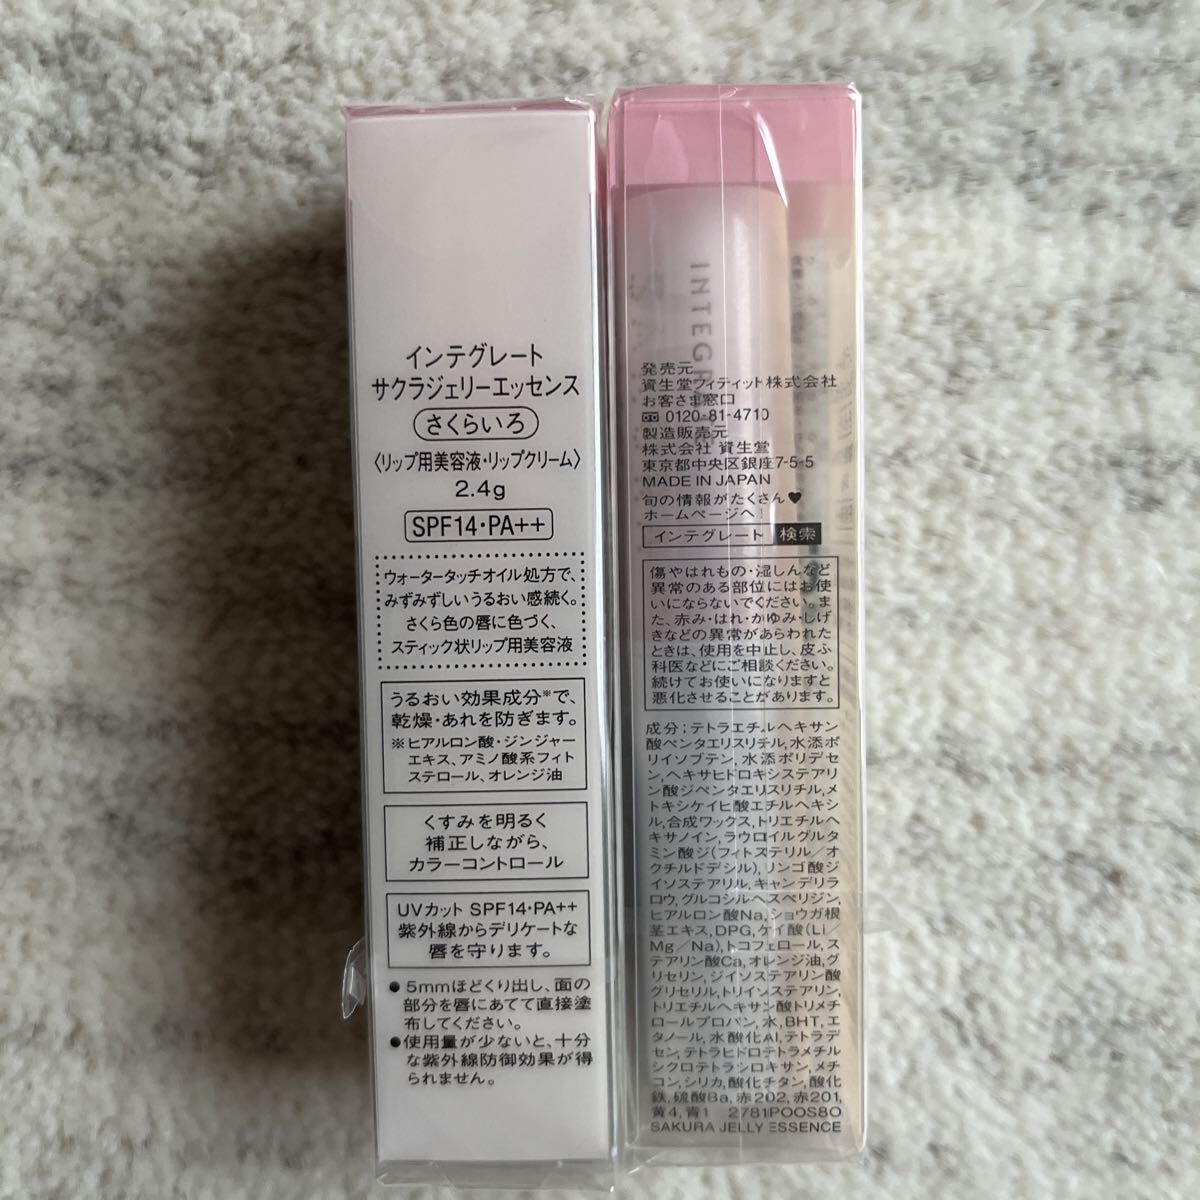 インテグレート
サクラジェリーエッセンス
さくらいろ
〈リップ用美容液・リップクリーム〉
2.4g
SPF14・PA++
ウォータータッチオイル処方で、
みずみずしいうるおい感続く。
さくら色の唇に色づく、
スティック状リップ用美容液
うるおい効果成分※で、
乾燥・あれを防ぎます。
※ヒアルロン酸・ジンジャー
エキス、アミノ酸系フィト
ステロール、オレンジ油
くすみを明るく
補正しながら、
カラーコントロール
UVカット SPF14・PA++
紫外線からデリケートな
唇を守ります。
●5mmほどくり出し、面の
部分を唇にあてて直接塗
布してください。
●使用量が少ないと、十分
な紫外線防御効果が得
られません。
INTEGR
発売元
資生堂フィティット株式会社
お客さま窓口
0120-81-4710
製造販売元
株式会社 資生堂
東京都中央区銀座7-5-5
MADE IN JAPAN
旬の情報がたくさん♥
ホームページへ!
インテグレート 検索
傷やはれもの・湿しんなど
異常のある部位にはお使
いにならないでください。ま
た、赤み・はれ・かゆみ・しげ
きなどの異常があらわれた
ときは、使用を中止し、皮ふ
科医などにご相談ください。
続けてお使いになりますと
悪化させることがあります。
成分；テトラエチルヘキサン
酸ペンタエリスリチル,水添ポ
リイソブテン, 水添ポリデセ
ン,ヘキサヒドロキシステアリ
ン酸ジペンタエリスリチル,メ
トキシケイヒ酸エチルヘキシ
ル,合成ワックス,トリエチルヘ
キサノイン,ラウロイルグルタ
ミン酸ジ(フィトステリル／オ
クチルドデシル),リンゴ酸ジ
イソステアリル,キャンデリラ
ロウ,グルコシルヘスペリジン,
ヒアルロン酸Na,ショウガ根
茎エキス,DPG,ケイ酸(Li／
Mg／Na),トコフェロール,ス
テアリン酸Ca,オレンジ油,グ
リセリン,ジイソステアリン酸
グリセリル,トリイソステアリン,
トリエチルヘキサン酸トリメチ
ロールプロパン,水,BHT,エ
タノール,水酸化Al,テトラデ
セン,テトラヒドロテトラメチル
シクロテトラシロキサン,メチ
コン,シリカ,酸化チタン,酸化
鉄,硫酸Ba,赤202,赤201,
黄4,青1 2781POOS8O
SAKURA JELLY ESSENCE